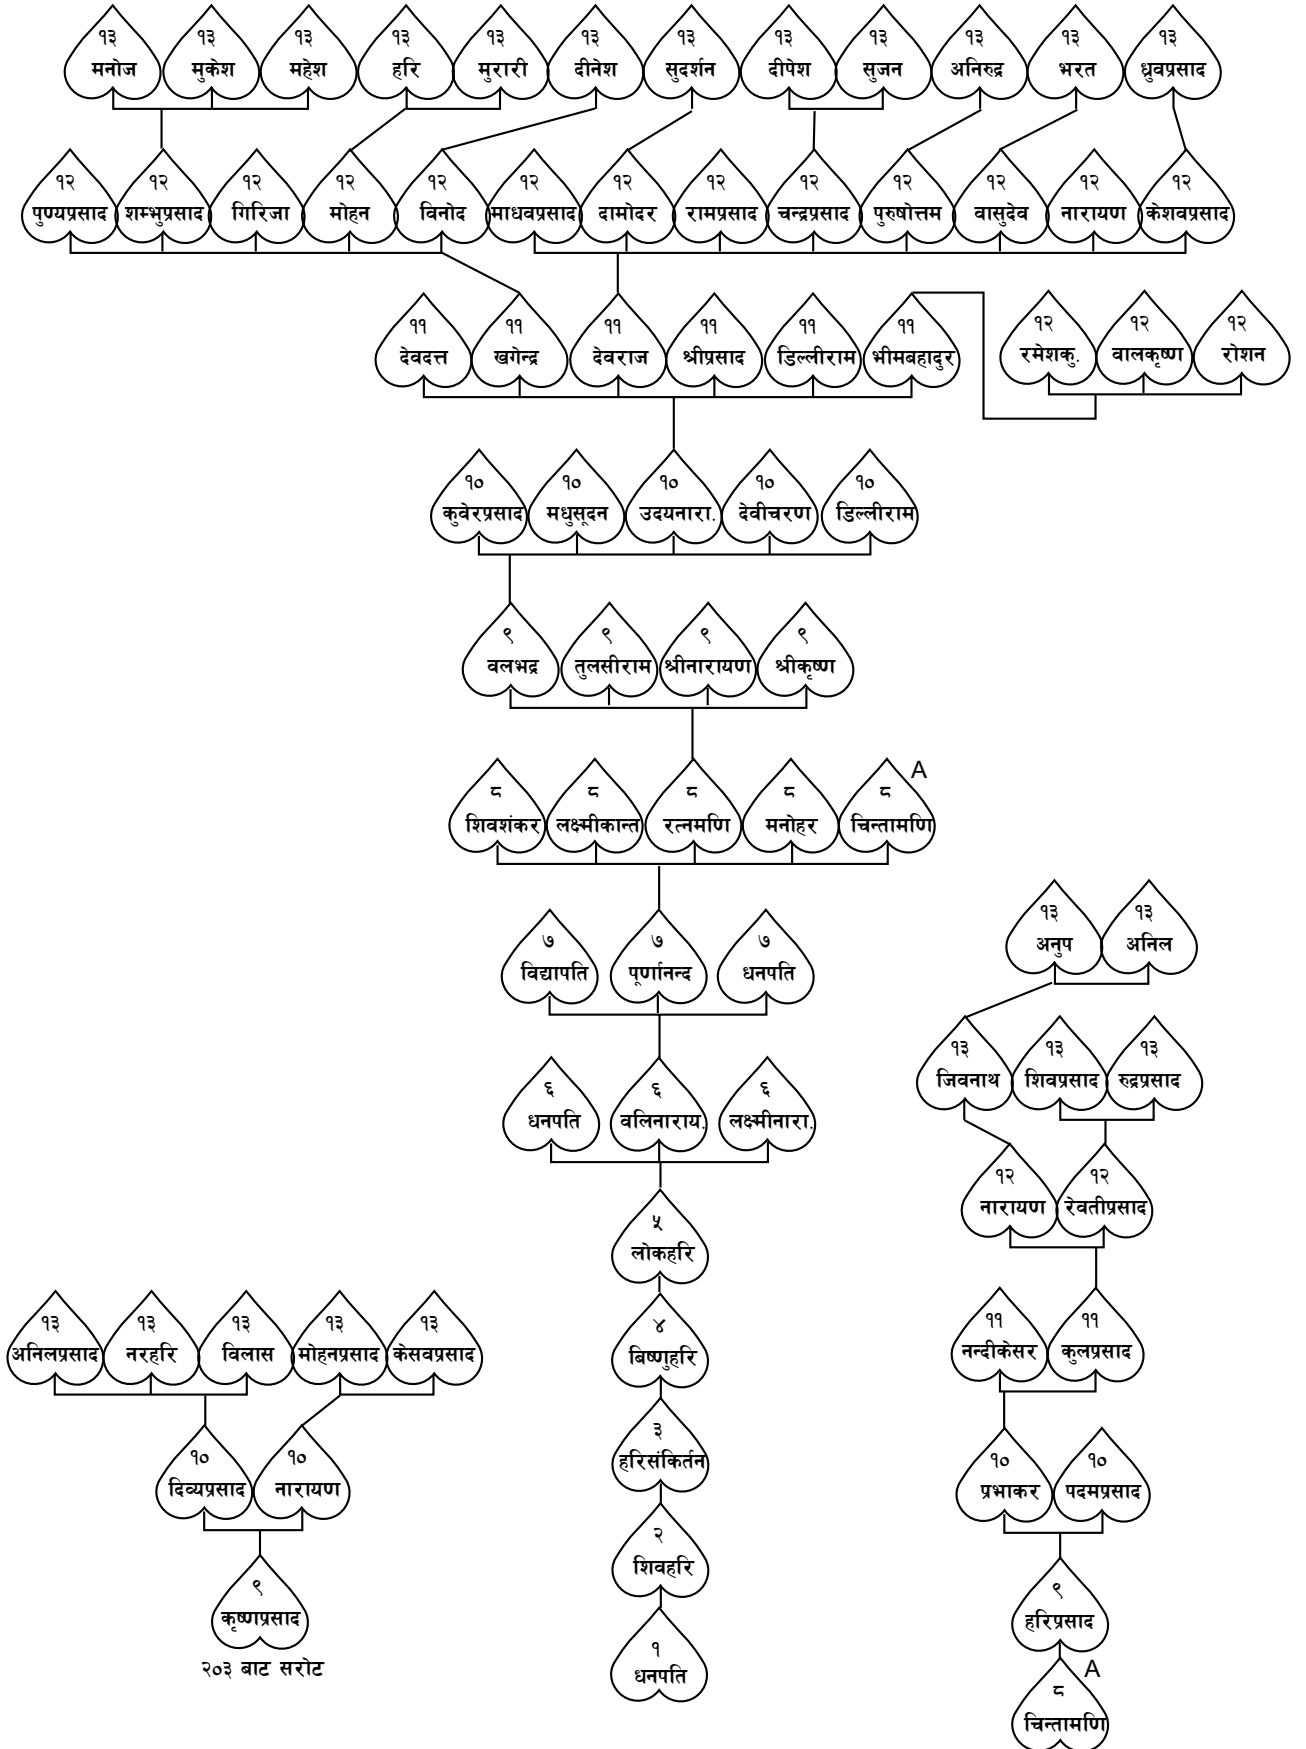 १३ १३ १३ १३ १३ १३ १३ १३ १३ १३ १३ १३
मनोज मुकेश महेश हरि मुरारी दीनेश सुदर्शन दीपेश सुजन अनिरुद्र भरत ध्रुवप्रसाद
१२ १२ १२ १२ १२ १२ १२ १२ १२ १२ १२ १२ १२
पुण्यप्रसाद शम्भुप्रसाद गिरिजा मोहन विनोद माधवप्रसाद दामोदर रामप्रसाद चन्द्रप्रसाद पुरुषोत्तम वासुदेव नारायण केशवप्रसाद
११ ११ ११ ११ ११ ११ १२ १२ १२
देवदत्त खगेन्द्र देवराज श्रीप्रसाद डिल्लीराम भीमबहादुर रमेशकु. वालकृष्ण रोशन
१० १० १० १० १०
कुवेरप्रसाद मधुसूदन उदयनारा. देवीचरण डिल्लीराम
९ ९ ९ ९
वलभद्र तुलसीराम श्रीनारायण श्रीकृष्ण
A
८ ८ ८ ८ ८
शिवशंकर लक्ष्मीकान्त रत्नमणि मनोहर चिन्तामणि
७ ७ ७
विद्यापति पूर्णानन्द धनपति
६ ६ ६
धनपति वलिनाराय. लक्ष्मीनारा.
५
लोकहरि
४
बिष्णुहरि
३
हरिसंकिर्तन
२
शिवहरि
१
धनपति
१३ १३ १३ १३ १३
अनिलप्रसाद नरहरि विलास मोहनप्रसाद केसवप्रसाद
१० १०
दिव्यप्रसाद नारायण
९
कृष्णप्रसाद
२०३ बाट सरोट
१३ १३
अनुप अनिल
१३ १३ १३
जिवनाथ शिवप्रसाद रुद्रप्रसाद
१२ १२
नारायण रेवतीप्रसाद
११ ११
नन्दीकेसर कुलप्रसाद
१० १०
प्रभाकर पदमप्रसाद
९
हरिप्रसाद
A
८
चिन्तामणि